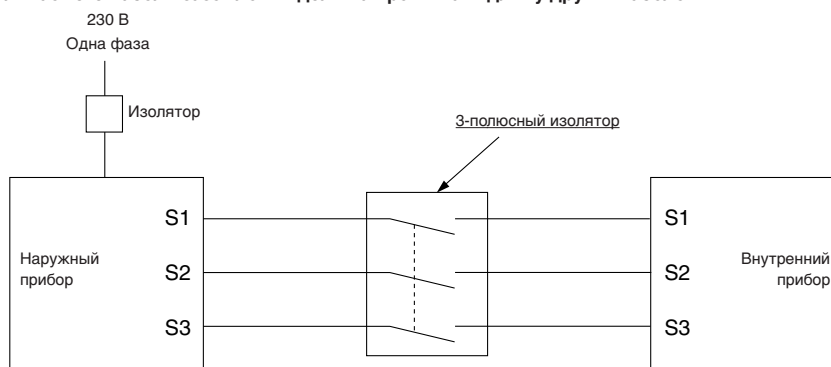 230 В
Одна фаза
Изолятор
3-полюсный изолятор
S1
S1
Наружный
прибор
S2
Внутренний
прибор
S2
S3
S3